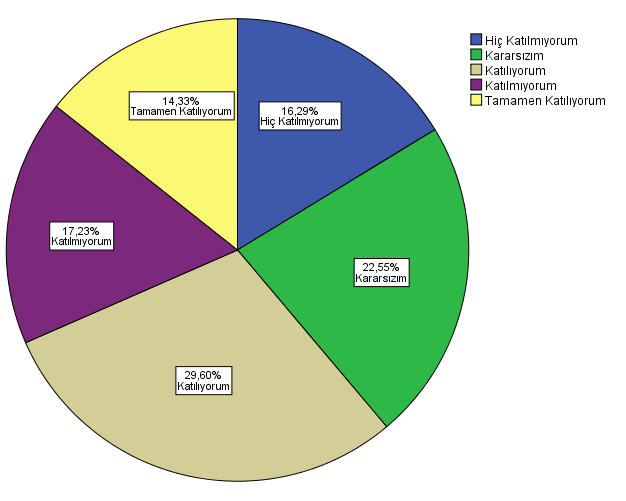 Hiç Katılmıyorum
Kararsızım
Katılıyorum
Katılmıyorum
Tamamen Katılıyorum
14,33%
Tamamen Katılıyorum
16,29%
Hiç Katılmıyorum
17,23%
Katılmıyorum
22,55%
Kararsızım
29,60%
Katılıyorum